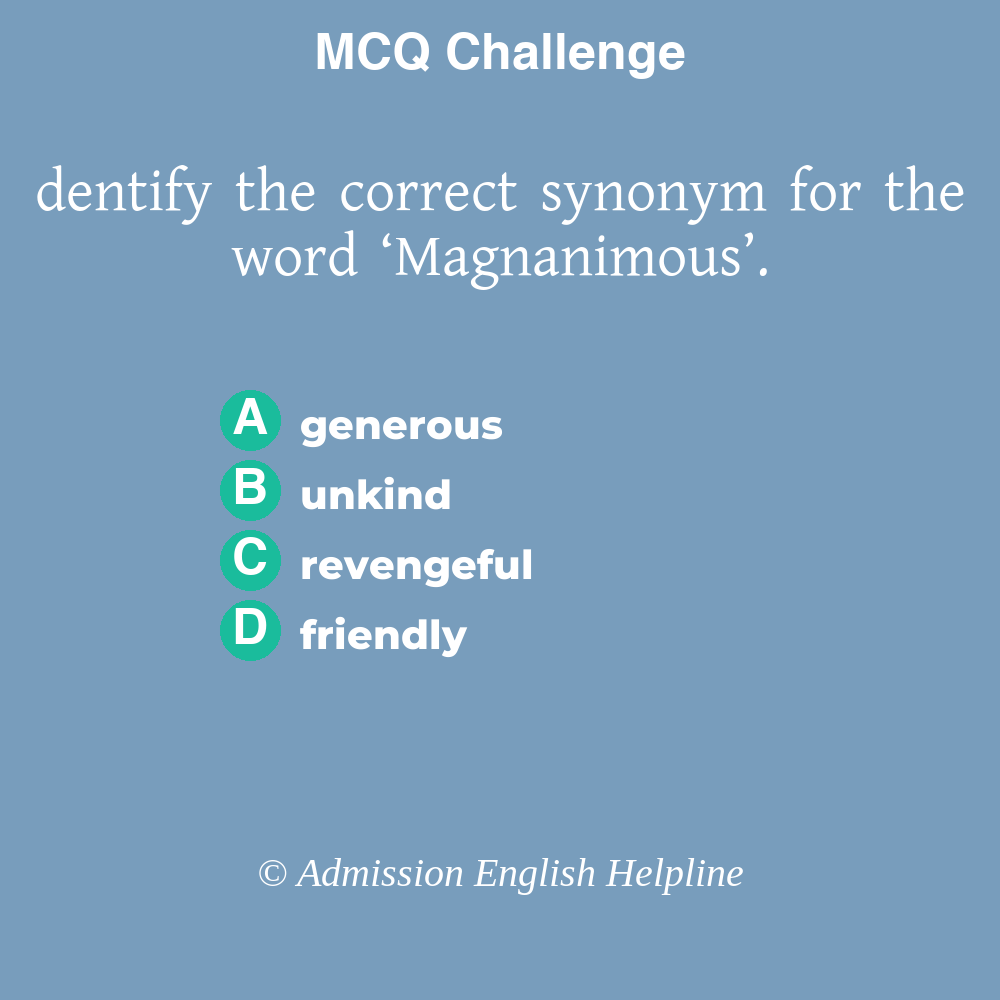 MCQ Challenge
dentify the correct synonym for the
word ‘Magnanimous’.
A generous
B unkind
C revengeful
D friendly
© Admission English Helpline